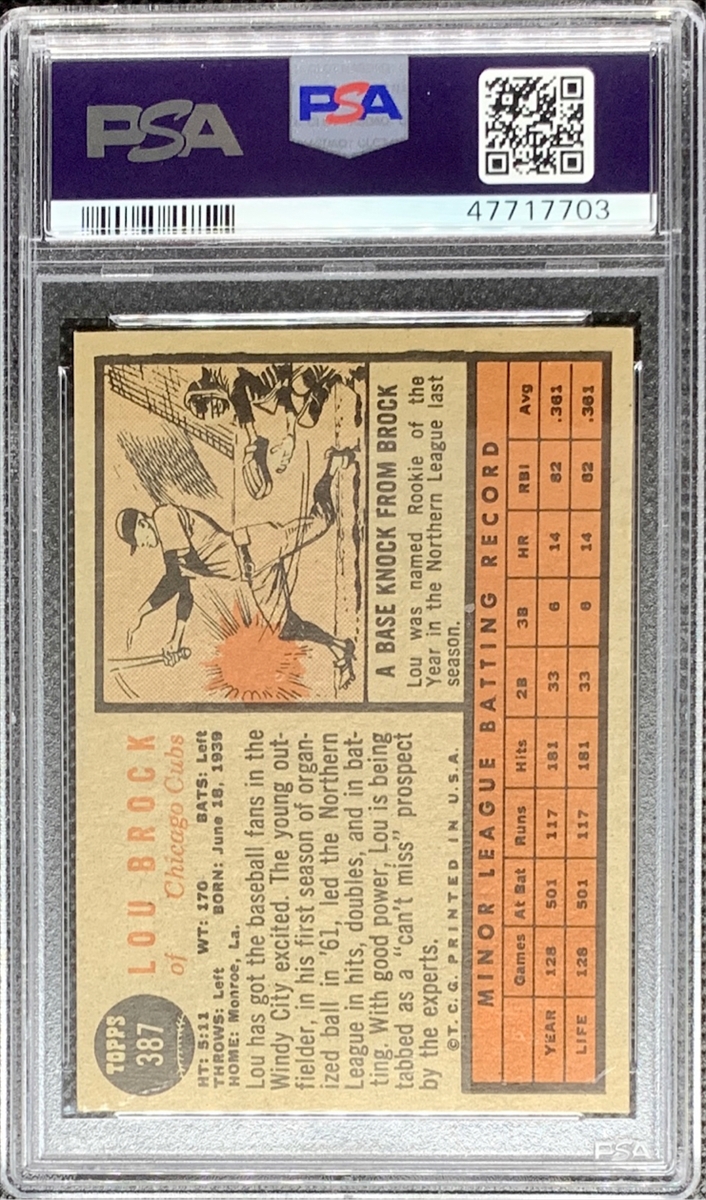 PSA
PSA
47717703
TOPPS
387
LOU BROCK
of Chicago Cubs
HT: 5:11 WT: 170 BATS: Left
THROWS: Left BORN: June 18, 1939
HOME: Monroe, La.
Lou has got the baseball fans in the
Windy City excited. The young out-
fielder, in his first season of organ-
ized ball in '61, led the Northern
League in hits, doubles, and in bat-
ting. With good power, Lou is being
tabbed as a "can't miss" prospect
by the experts.
©T.C.G. PRINTED IN U.S.A.
A BASE KNOCK FROM BROCK
Lou was named Rookie of the
Year in the Northern League last
season.
MINOR LEAGUE BATTING RECORD
Games At Bat Runs Hits 2B 3B HR RBI Avg
YEAR 128 501 117 181 33 6 14 82 .361
LIFE 128 501 117 181 33 6 14 82 .361
PSA